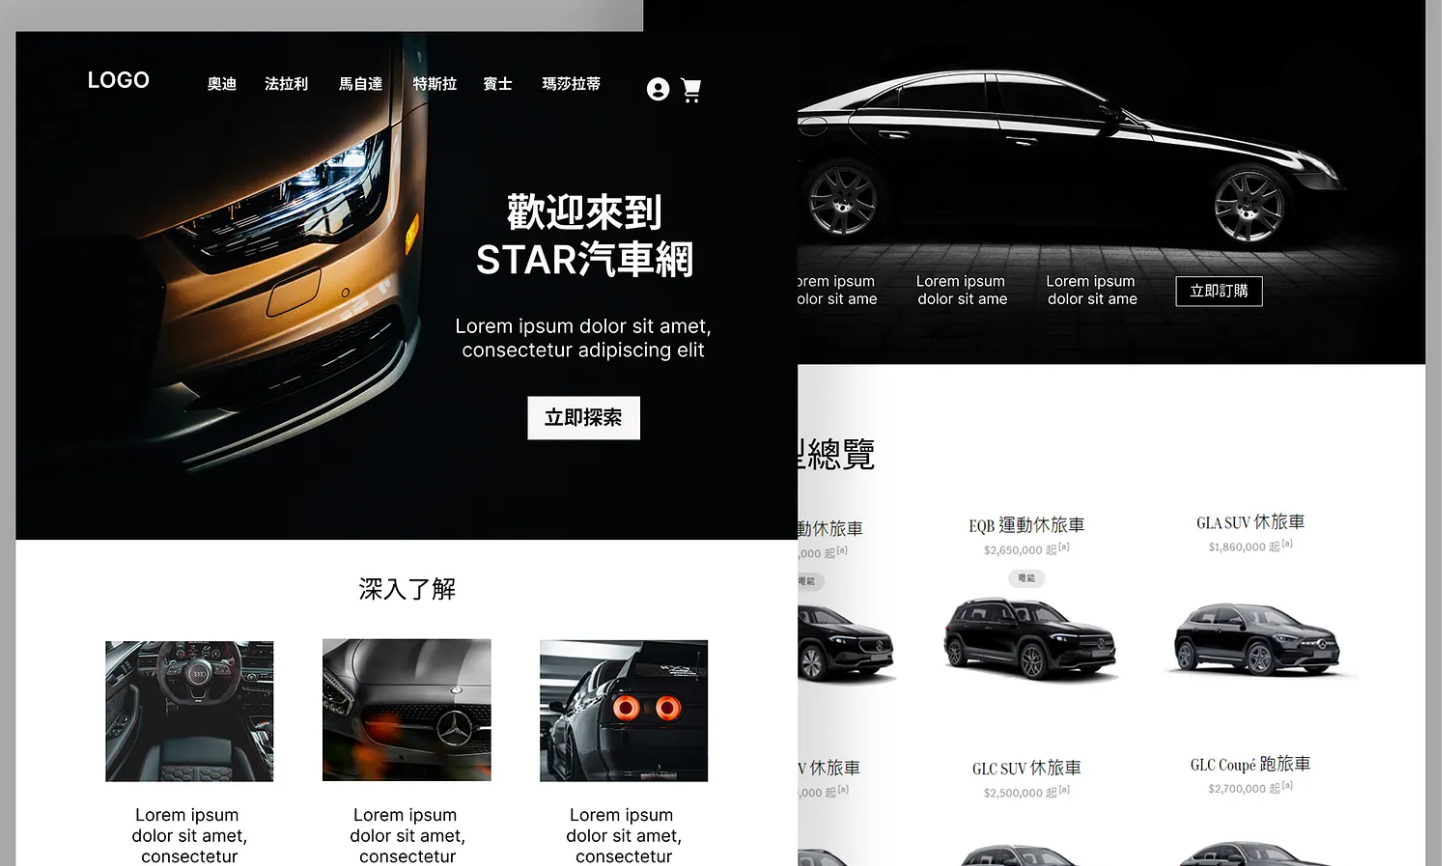 LOGO
奧迪
法拉利
馬自達
特斯拉
賓士
瑪莎拉蒂
歡迎來到
STAR汽車網
Lorem ipsum dolor sit amet,
consectetur adipiscing elit
立即探索
深入了解
Lorem ipsum
dolor sit amet,
consectetur
Lorem ipsum
dolor sit amet,
consectetur
Lorem ipsum
dolor sit amet,
consectetur
orem ipsum
olor sit ame
Lorem ipsum
dolor sit ame
Lorem ipsum
dolor sit ame
立即訂購
總覽
動休旅車
,000 起[a]
電能
EQB 運動休旅車
$2,650,000 起[a]
電能
GLA SUV 休旅車
$1,860,000 起[a]
V 休旅車
,000 起[a]
GLC SUV 休旅車
$2,500,000 起[a]
GLC Coupé 跑旅車
$2,700,000 起[a]